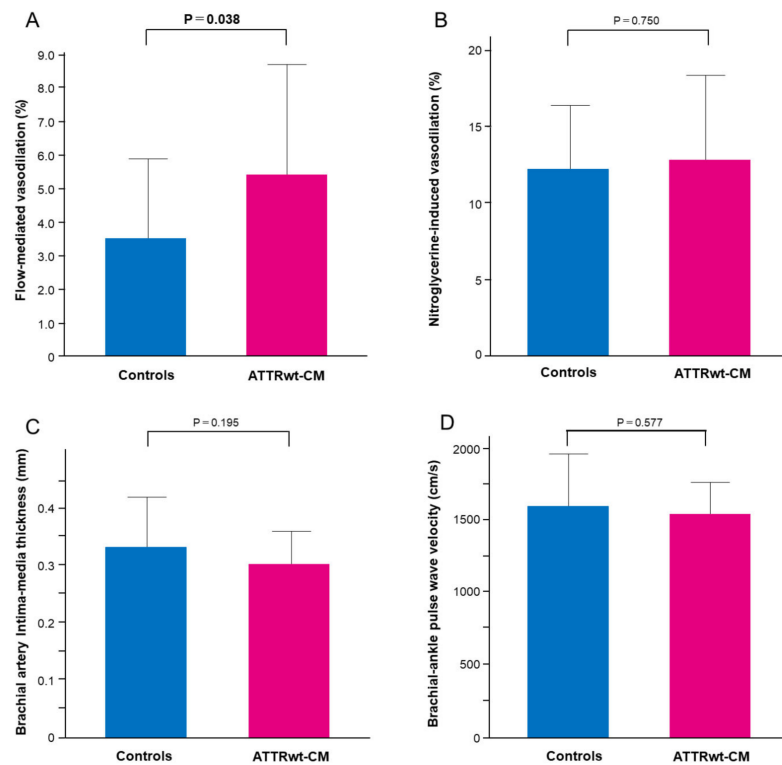 A
P = 0.038
Flow-mediated vasodilation (%)
9.0
8.0
7.0
6.0
5.0
4.0
3.0
2.0
1.0
0
Controls
ATTRwt-CM
B
P = 0.750
Nitroglycerine-induced vasodilation (%)
20
15
10
5
0
Controls
ATTRwt-CM
C
P = 0.195
Brachial artery Intima-media thickness (mm)
0.4
0.3
0.2
0.1
0
Controls
ATTRwt-CM
D
P = 0.577
Brachial-ankle pulse wave velocity (cm/s)
2000
1500
1000
500
0
Controls
ATTRwt-CM